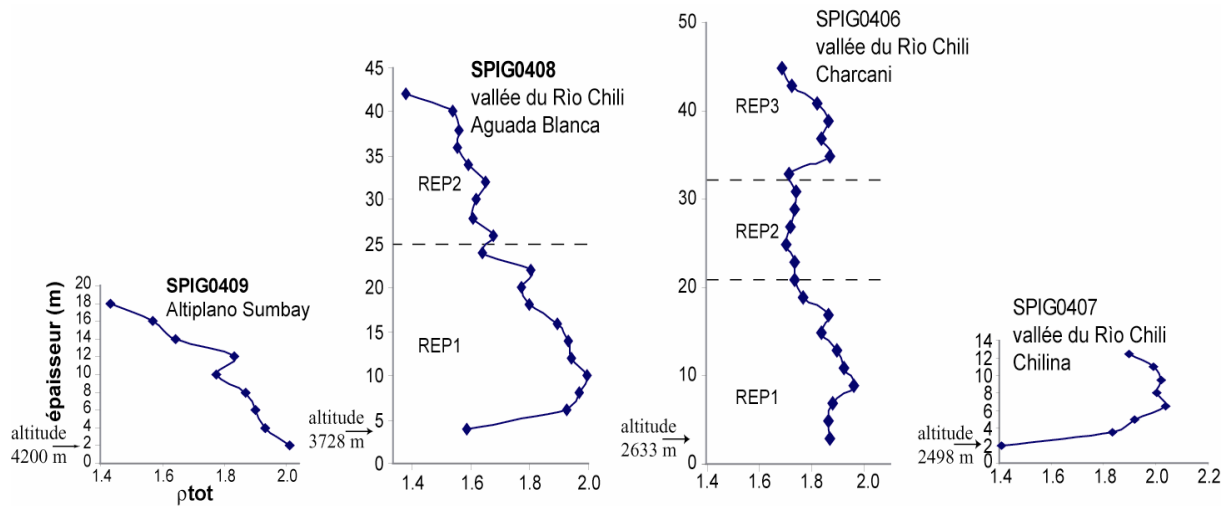 SPIG0409
Altiplano Sumbay
épaisseur (m)
20
18
16
14
12
10
8
6
4
2
0
altitude
4200 m
1.4
1.6
1.8
2.0
ρtot
SPIG0408
vallée du Rìo Chili
Aguada Blanca
45
40
35
30
25
20
15
10
5
0
REP2
REP1
altitude
3728 m
1.4
1.6
1.8
2.0
SPIG0406
vallée du Rìo Chili
Charcani
50
40
30
20
10
0
REP3
REP2
REP1
altitude
2633 m
1.4
1.6
1.8
2.0
SPIG0407
vallée du Rìo Chili
Chilina
14
12
10
8
6
4
2
0
altitude
2498 m
1.4
1.6
1.8
2.0
2.2